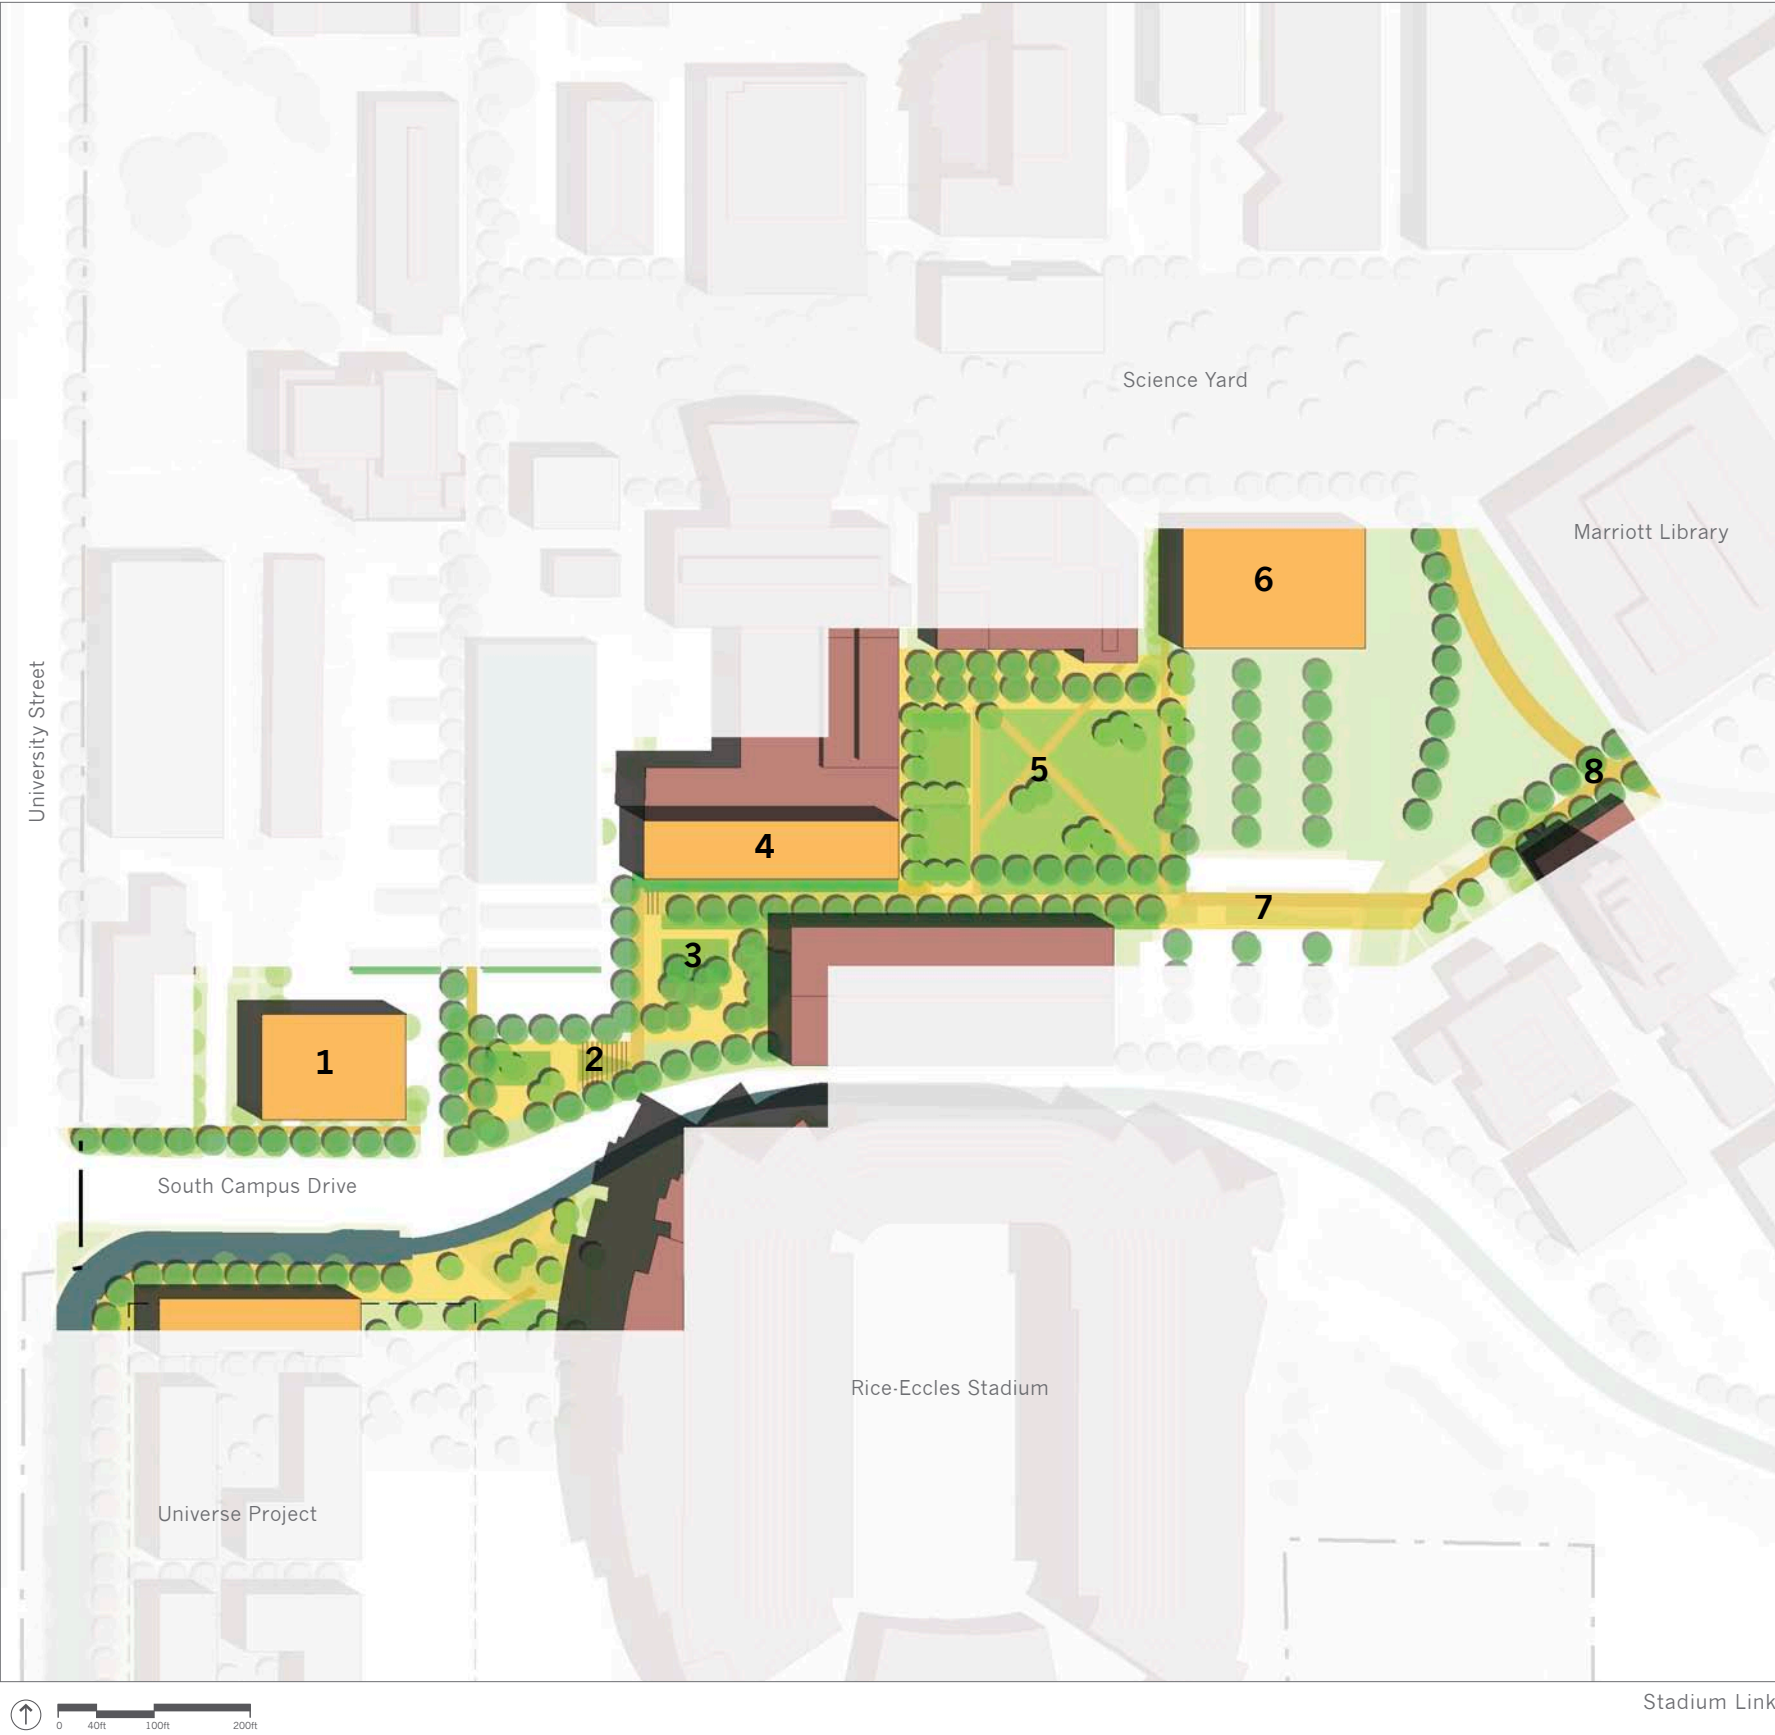 Science Yard
Marriott Library
6
University Street
5
8
4
7
3
2
1
South Campus Drive
Rice-Eccles Stadium
Universe Project
0 40ft 100ft 200ft
Stadium Link